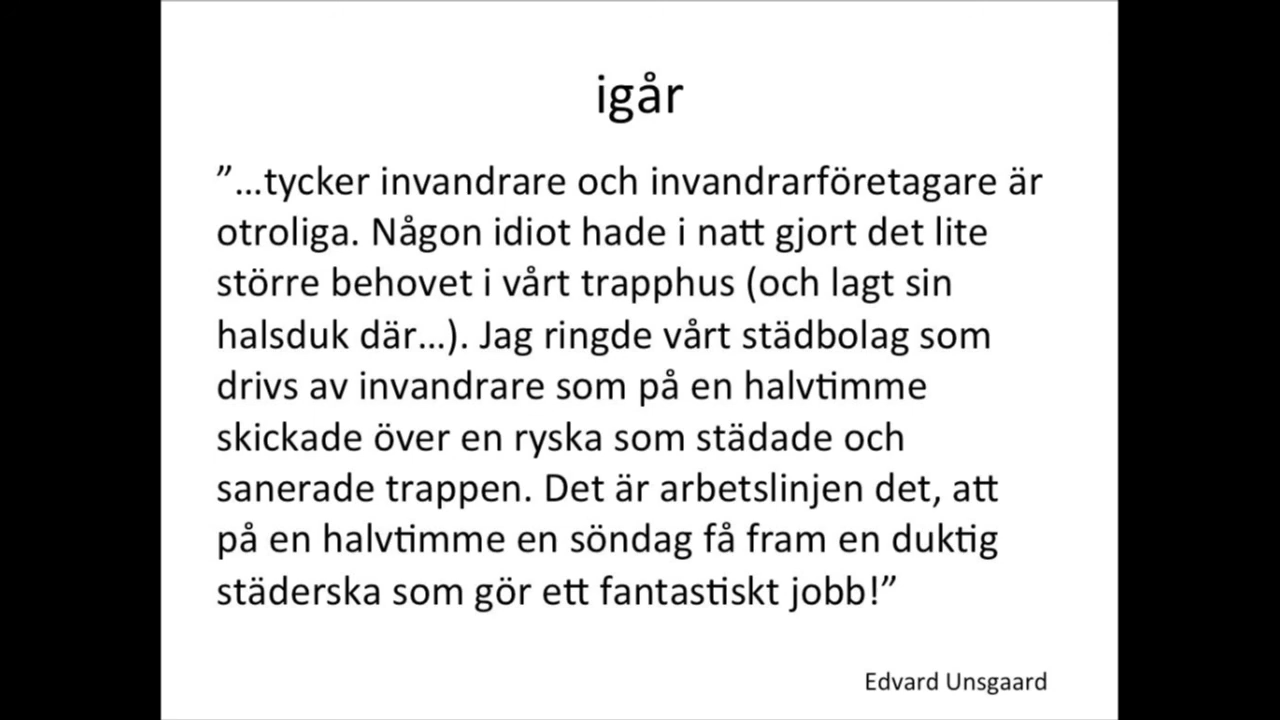 igår
”…tycker invandrare och invandrarföretagare är
otroliga. Någon idiot hade i natt gjort det lite
större behovet i vårt trapphus (och lagt sin
halsduk där…). Jag ringde vårt städbolag som
drivs av invandrare som på en halvtimme
skickade över en ryska som städade och
sanerade trappen. Det är arbetslinjen det, att
på en halvtimme en söndag få fram en duktig
städerska som gör ett fantastiskt jobb!”
Edvard Unsgaard